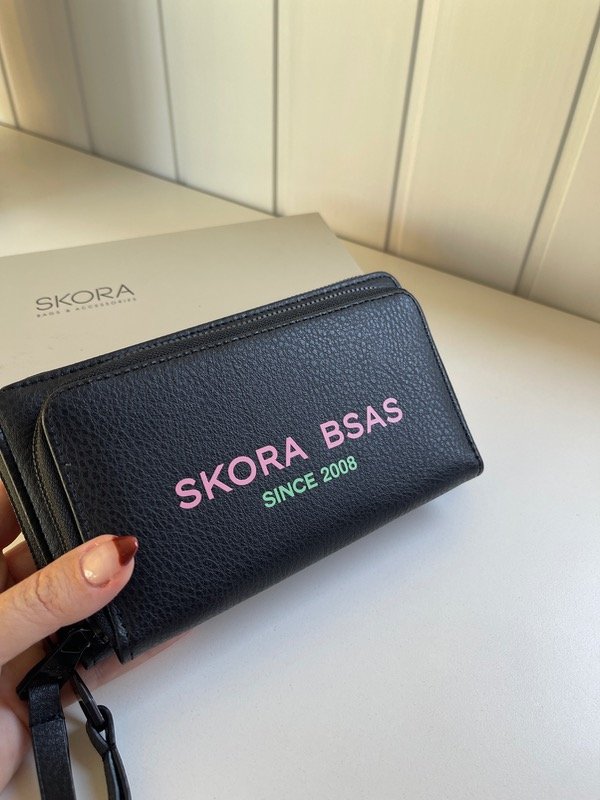 SKORA
BAGS & ACCESSORIES
SKORA BSAS
SINCE 2008